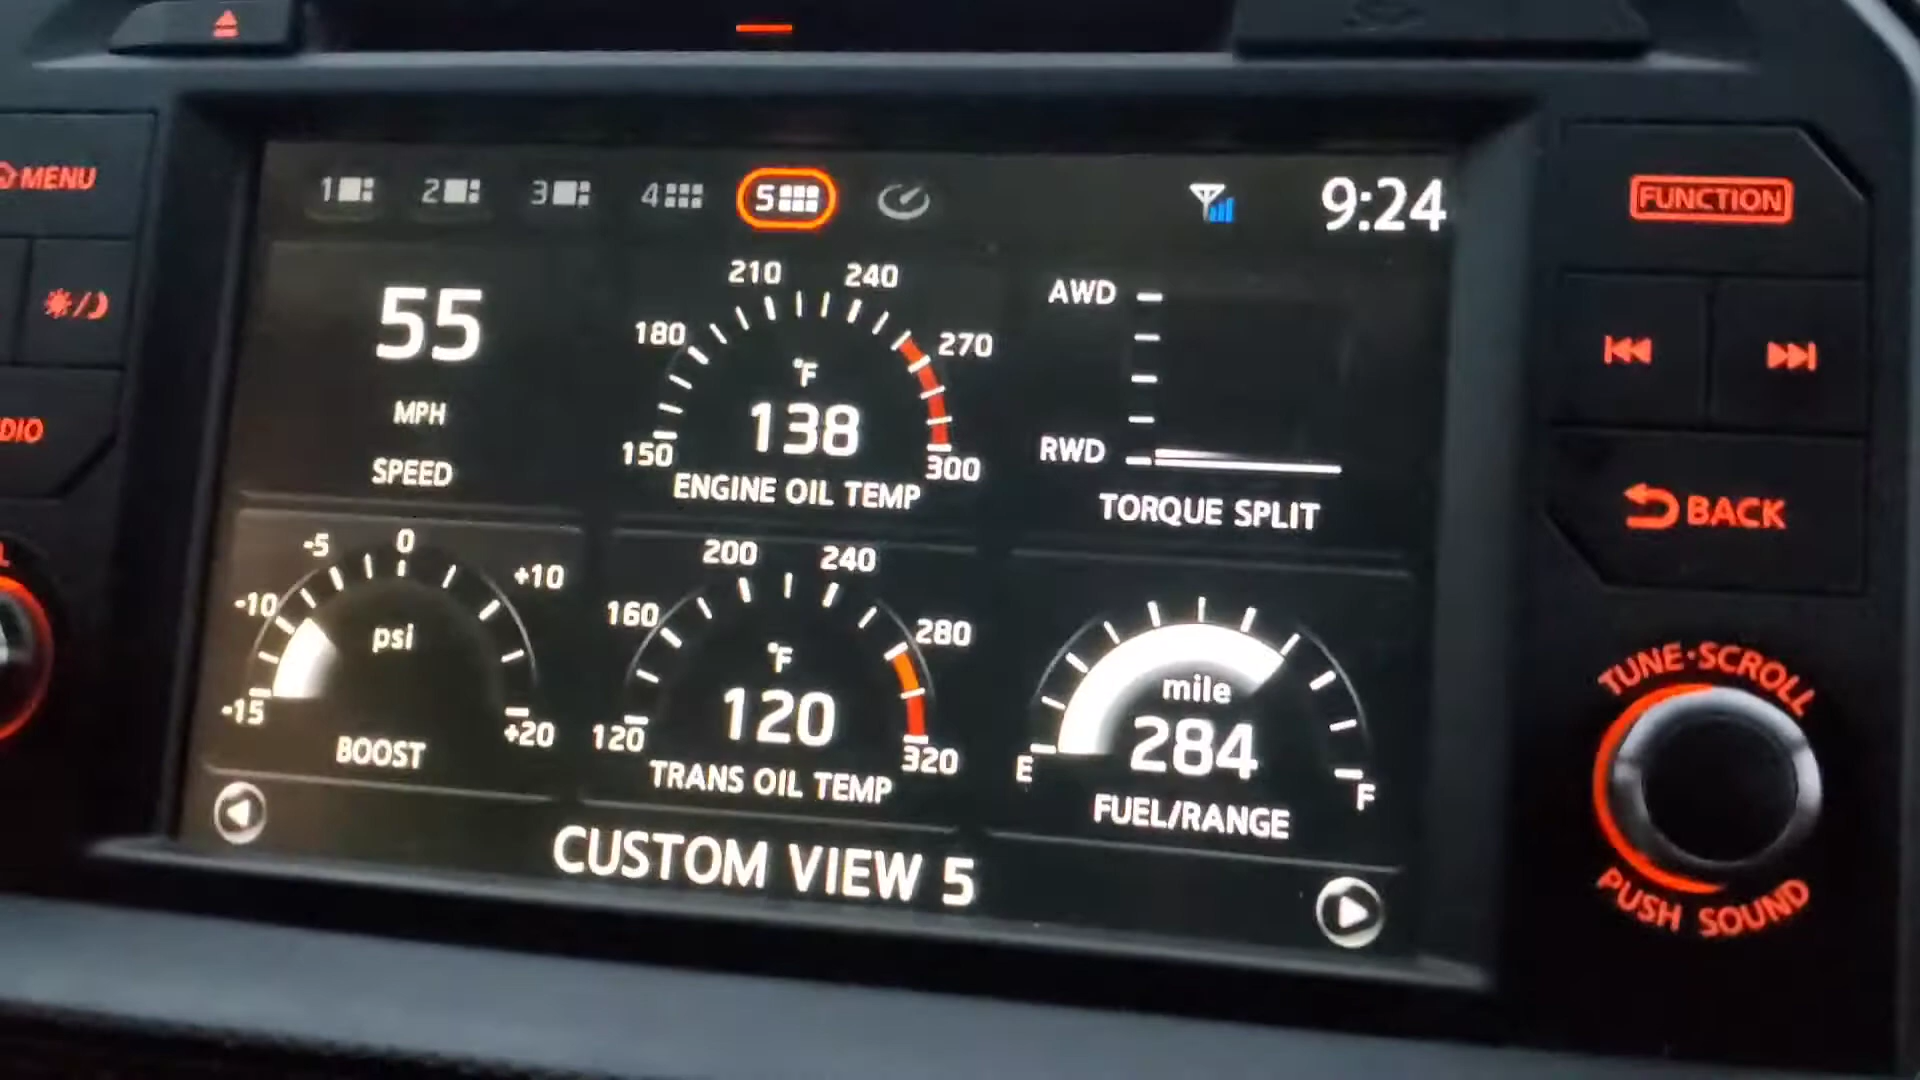 MENU
DIO
1
2
3
4
5
9:24
55
MPH
SPEED
150
180
210
240
270
300
°F
138
ENGINE OIL TEMP
AWD
RWD
TORQUE SPLIT
-15
-10
-5
0
+10
+20
psi
BOOST
120
160
200
240
280
320
°F
120
TRANS OIL TEMP
E
F
mile
284
FUEL/RANGE
CUSTOM VIEW 5
FUNCTION
BACK
TUNE·SCROLL
PUSH SOUND